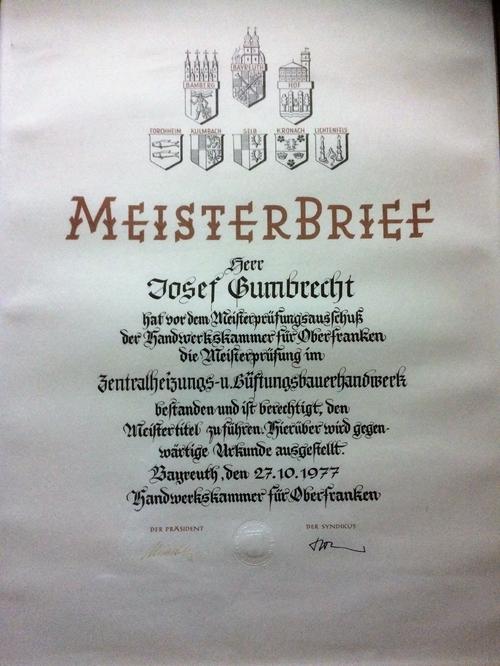 BAYREUTH
BAMBERG
HOF
FORCHHEIM KULMBACH SELB KRONACH LICHTENFELS
MEISTERBRIEF
Herr
Josef Gumbrecht
hat vor dem Meisterprüfungsausschuß
der Handwerkskammer für Oberfranken
die Meisterprüfung im
Zentralheizungs- u. Lüftungsbauerhandwerk
bestanden und ist berechtigt, den
Meistertitel zu führen. Hierüber wird gegen-
wärtige Urkunde ausgestellt.
Bayreuth, den 27.10.1977
Handwerkskammer für Oberfranken
DER PRÄSIDENT DER SYNDIKUS